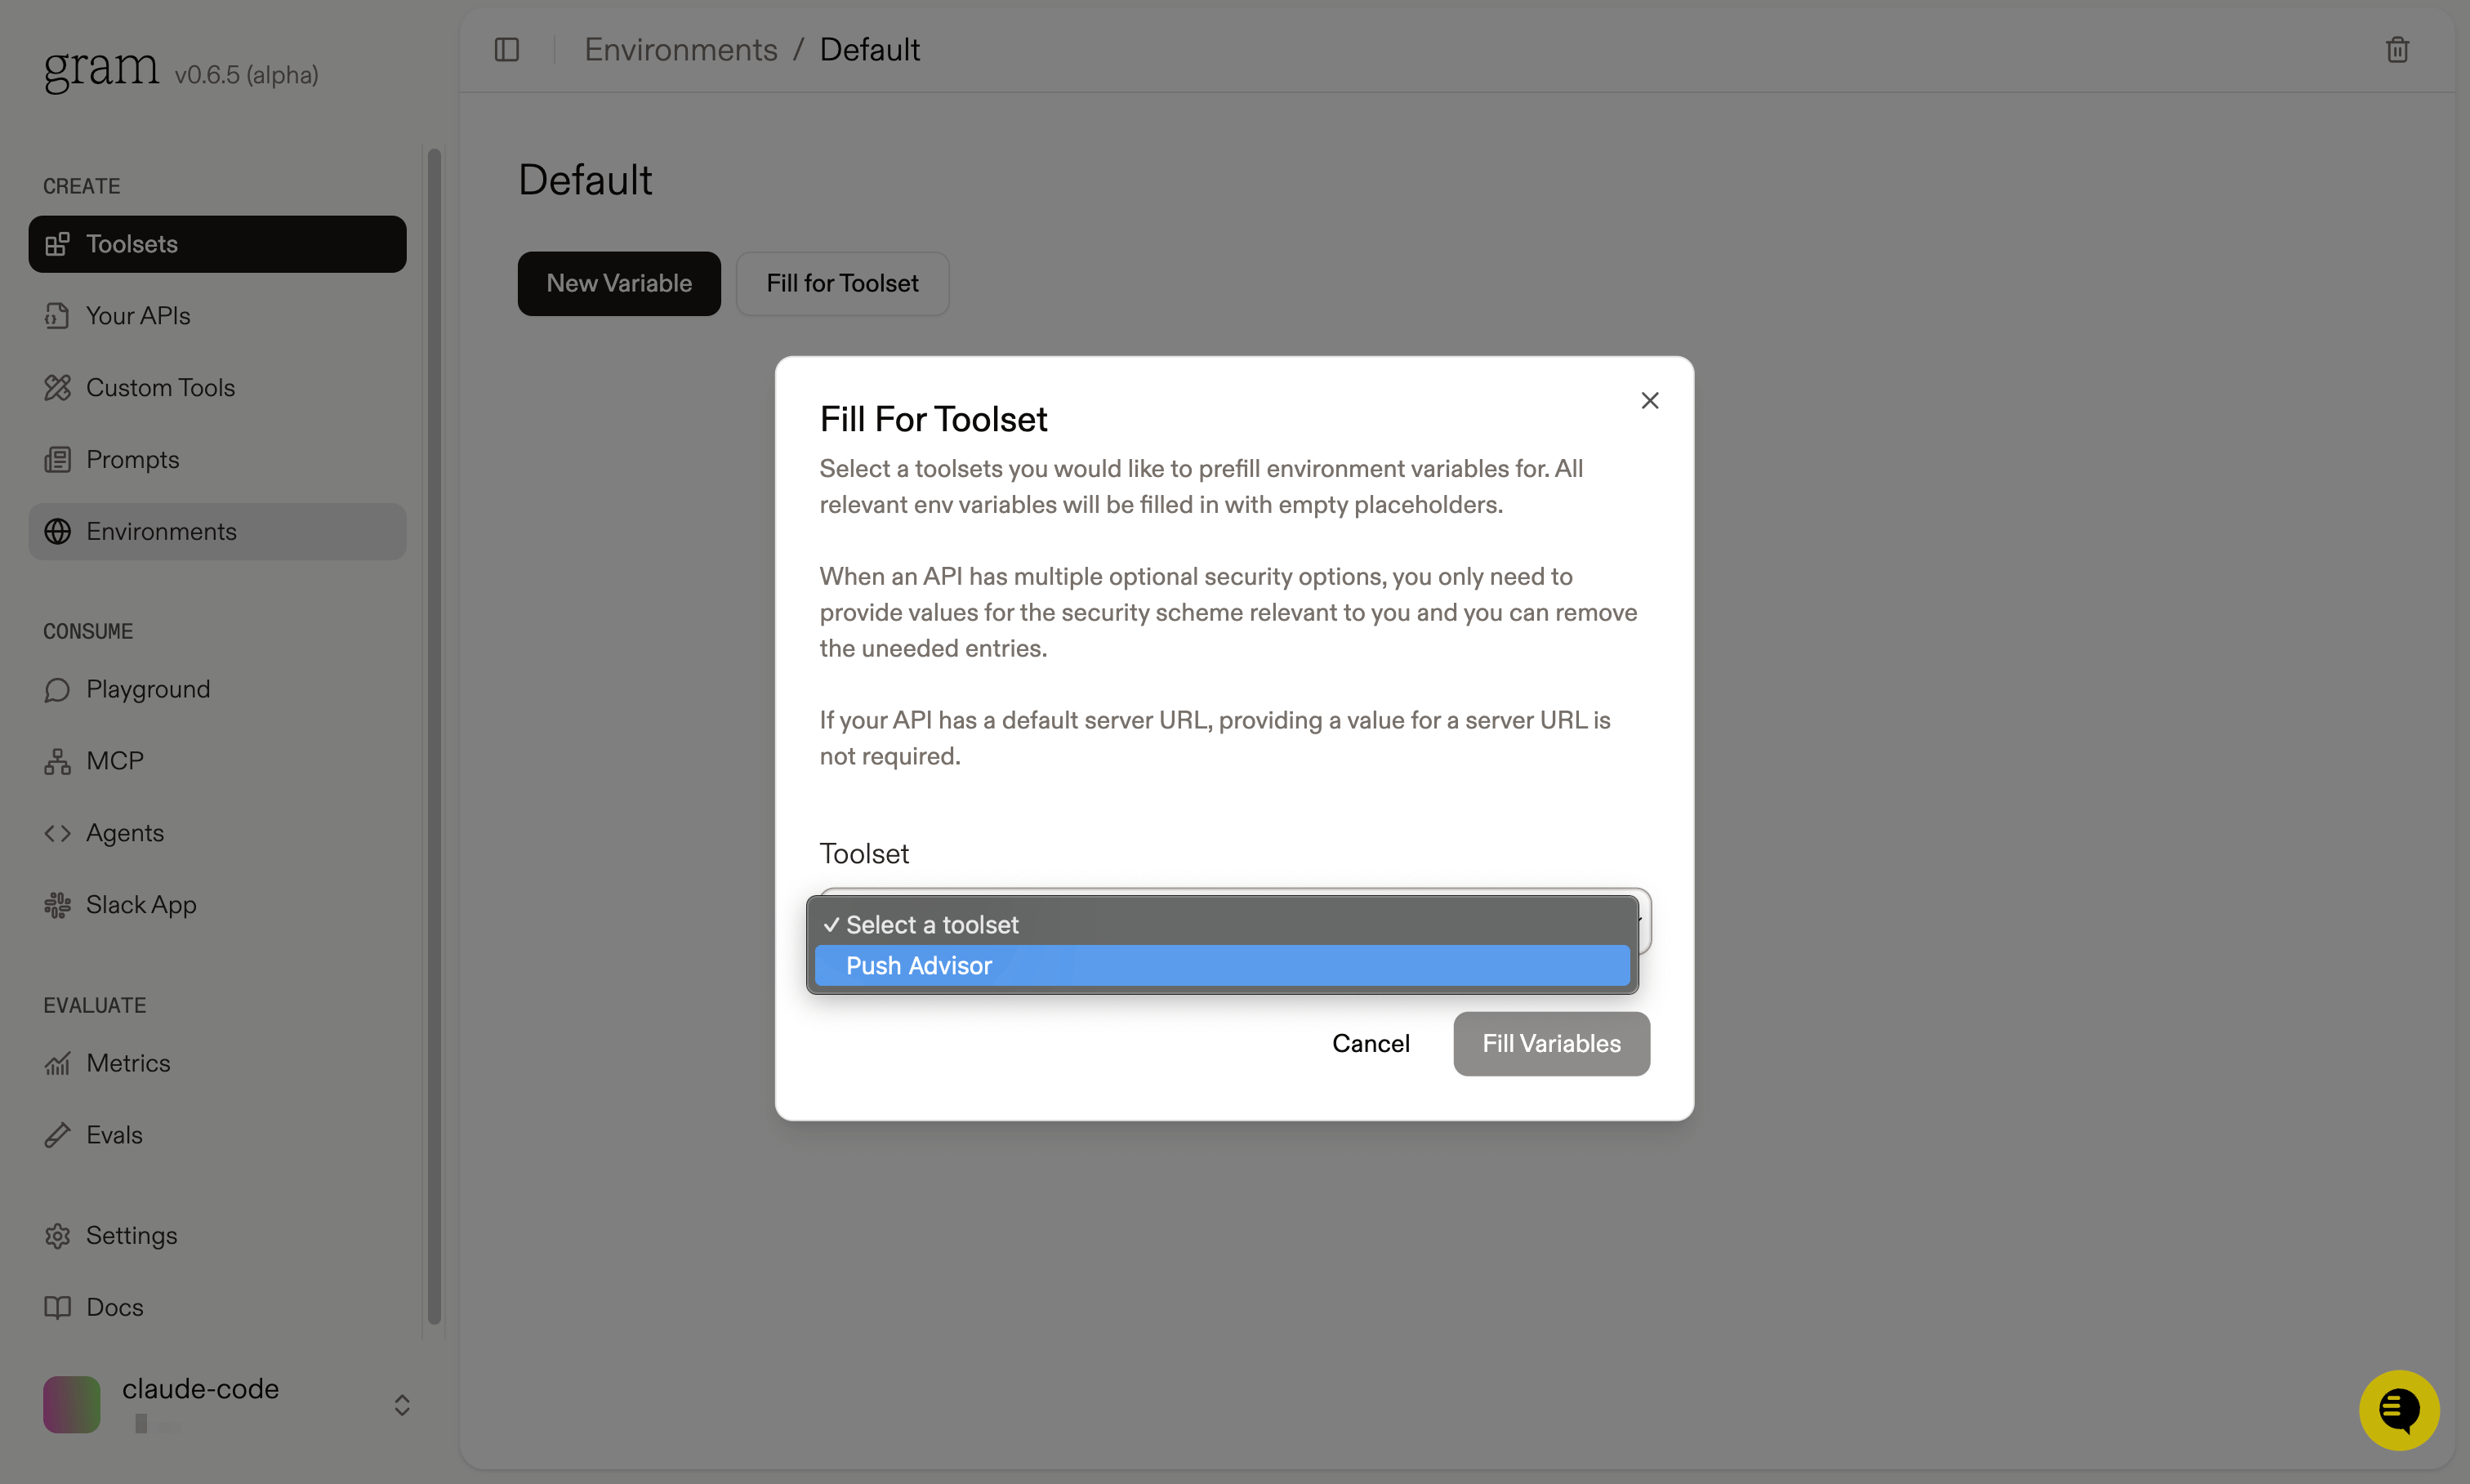 gram v0.6.5 (alpha)
CREATE
Toolsets
Your APIs
Custom Tools
Prompts
Environments
CONSUME
Playground
MCP
Agents
Slack App
EVALUATE
Metrics
Evals
Settings
Docs
claude-code
Environments / Default
Default
New Variable
Fill for Toolset
Fill For Toolset
Select a toolsets you would like to prefill environment variables for. All
relevant env variables will be filled in with empty placeholders.
When an API has multiple optional security options, you only need to
provide values for the security scheme relevant to you and you can remove
the uneeded entries.
If your API has a default server URL, providing a value for a server URL is
not required.
Toolset
✓ Select a toolset
Push Advisor
Cancel
Fill Variables